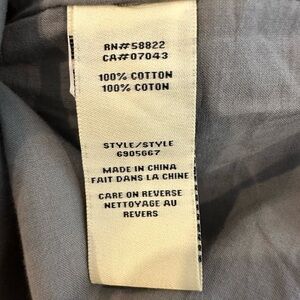 RN#58822
CA#07043
100% COTTON
100% COTON
STYLE/STYLE
6905667
MADE IN CHINA
FAIT DANS LA CHINE
CARE ON REVERSE
NETTOYAGE AU
REVERS